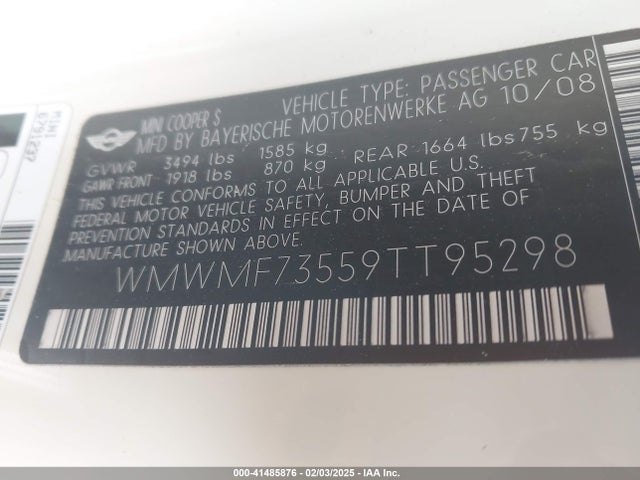 MINI COOPER S
VEHICLE TYPE: PASSENGER CAR
MFD BY BAYERISCHE MOTORENWERKE AG 10/08
GVWR 3494 lbs 1585 kg
GAWR FRONT 1918 lbs 870 kg REAR 1664 lbs 755 kg
THIS VEHICLE CONFORMS TO ALL APPLICABLE U.S.
FEDERAL MOTOR VEHICLE SAFETY, BUMPER AND THEFT
PREVENTION STANDARDS IN EFFECT ON THE DATE OF
MANUFACTURE SHOWN ABOVE.
WMWMF73559TT95298
000-41485876 - 02/03/2025 - IAA Inc.